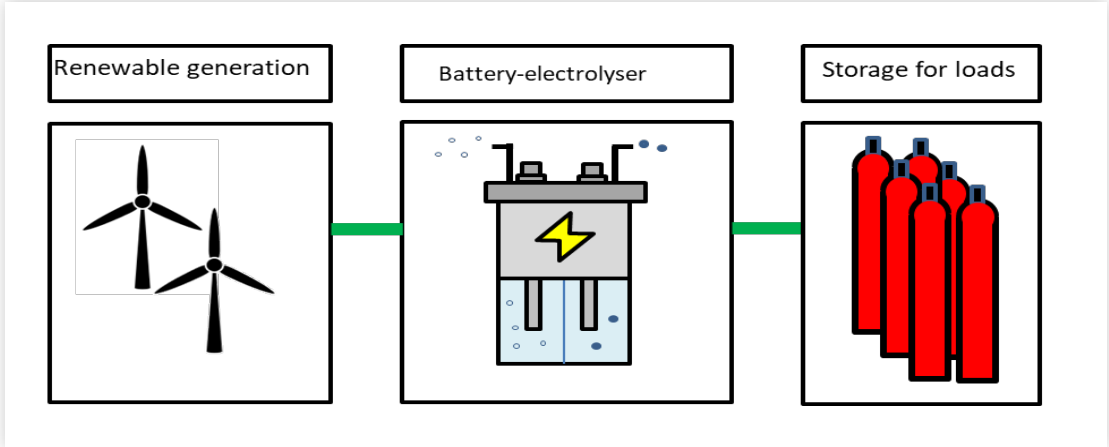 Renewable generation
Battery-electrolyser
Storage for loads